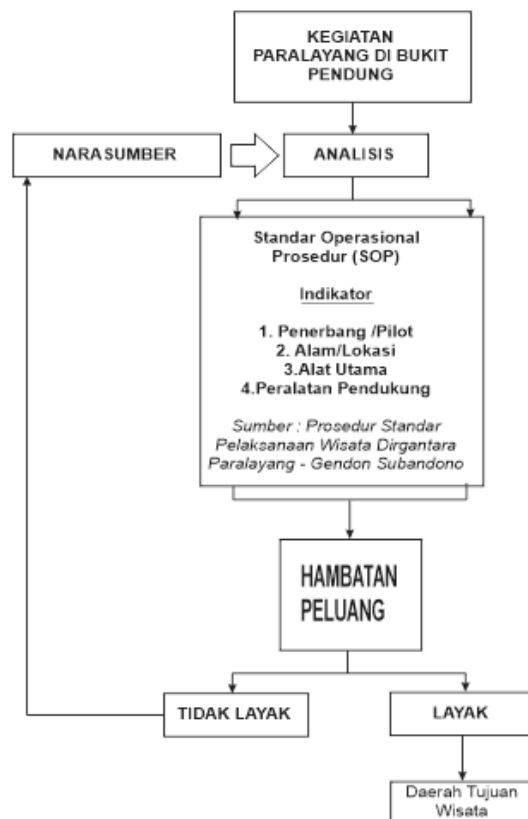 KEGIATAN
PARALAYANG DI BUKIT
PENDUNG
NARASUMBER
ANALISIS
Standar Operasional
Prosedur (SOP)
Indikator
1. Penerbang /Pilot
2. Alam/Lokasi
3.Alat Utama
4.Peralatan Pendukung
Sumber : Prosedur Standar
Pelaksanaan Wisata Dirgantara
Paralayang - Gendon Subandono
HAMBATAN
PELUANG
TIDAK LAYAK
LAYAK
Daerah Tujuan
Wisata